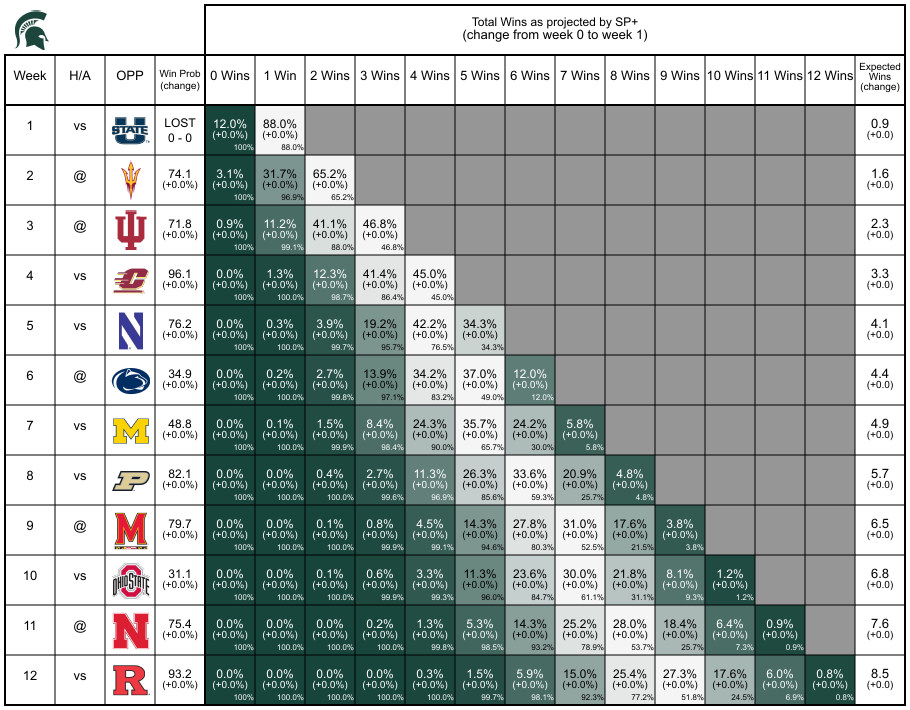 Total Wins as projected by SP+
(change from week 0 to week 1)
Week H/A OPP Win Prob (change) 0 Wins 1 Win 2 Wins 3 Wins 4 Wins 5 Wins 6 Wins 7 Wins 8 Wins 9 Wins 10 Wins 11 Wins 12 Wins Expected Wins (change)
1 vs STATE LOST 12.0% 88.0% 0.9
0 - 0 (+0.0%) (+0.0%) (+0.0)
100% 88.0%
2 @ 74.1 3.1% 31.7% 65.2% 1.6
(+0.0%) (+0.0%) (+0.0%) (+0.0%) (+0.0)
100% 96.9% 65.2%
3 @ 71.8 0.9% 11.2% 41.1% 46.8% 2.3
(+0.0%) (+0.0%) (+0.0%) (+0.0%) (+0.0%) (+0.0)
100% 99.1% 88.0% 46.8%
4 vs C 96.1 0.0% 1.3% 12.3% 41.4% 45.0% 3.3
(+0.0%) (+0.0%) (+0.0%) (+0.0%) (+0.0%) (+0.0%) (+0.0)
100% 100.0% 98.7% 86.4% 45.0%
5 vs N 76.2 0.0% 0.3% 3.9% 19.2% 42.2% 34.3% 4.1
(+0.0%) (+0.0%) (+0.0%) (+0.0%) (+0.0%) (+0.0%) (+0.0%) (+0.0)
100% 100.0% 99.7% 95.7% 76.5% 34.3%
6 @ 34.9 0.0% 0.2% 2.7% 13.9% 34.2% 37.0% 12.0% 4.4
(+0.0%) (+0.0%) (+0.0%) (+0.0%) (+0.0%) (+0.0%) (+0.0%) (+0.0%) (+0.0)
100% 100.0% 99.8% 97.1% 83.2% 49.0% 12.0%
7 vs M 48.8 0.0% 0.1% 1.5% 8.4% 24.3% 35.7% 24.2% 5.8% 4.9
(+0.0%) (+0.0%) (+0.0%) (+0.0%) (+0.0%) (+0.0%) (+0.0%) (+0.0%) (+0.0%) (+0.0)
100% 100.0% 99.9% 98.4% 90.0% 65.7% 30.0% 5.8%
8 vs P 82.1 0.0% 0.0% 0.4% 2.7% 11.3% 26.3% 33.6% 20.9% 4.8% 5.7
(+0.0%) (+0.0%) (+0.0%) (+0.0%) (+0.0%) (+0.0%) (+0.0%) (+0.0%) (+0.0%) (+0.0%) (+0.0)
100% 100.0% 100.0% 99.6% 96.9% 85.6% 59.3% 25.7% 4.8%
9 @ M 79.7 0.0% 0.0% 0.1% 0.8% 4.5% 14.3% 27.8% 31.0% 17.6% 3.8% 6.5
(+0.0%) (+0.0%) (+0.0%) (+0.0%) (+0.0%) (+0.0%) (+0.0%) (+0.0%) (+0.0%) (+0.0%) (+0.0%) (+0.0)
100% 100.0% 100.0% 99.9% 99.1% 94.6% 80.3% 52.5% 21.5% 3.8%
10 vs OHIO STATE 31.1 0.0% 0.0% 0.1% 0.6% 3.3% 11.3% 23.6% 30.0% 21.8% 8.1% 1.2% 6.8
(+0.0%) (+0.0%) (+0.0%) (+0.0%) (+0.0%) (+0.0%) (+0.0%) (+0.0%) (+0.0%) (+0.0%) (+0.0%) (+0.0%) (+0.0)
100% 100.0% 100.0% 99.9% 99.3% 96.0% 84.7% 61.1% 31.1% 9.3% 1.2%
11 @ N 75.4 0.0% 0.0% 0.0% 0.2% 1.3% 5.3% 14.3% 25.2% 28.0% 18.4% 6.4% 0.9% 7.6
(+0.0%) (+0.0%) (+0.0%) (+0.0%) (+0.0%) (+0.0%) (+0.0%) (+0.0%) (+0.0%) (+0.0%) (+0.0%) (+0.0%) (+0.0%) (+0.0)
100% 100.0% 100.0% 100.0% 99.8% 98.5% 93.2% 78.9% 53.7% 25.7% 7.3% 0.9%
12 vs R 93.2 0.0% 0.0% 0.0% 0.0% 0.3% 1.5% 5.9% 15.0% 25.4% 27.3% 17.6% 6.0% 0.8% 8.5
(+0.0%) (+0.0%) (+0.0%) (+0.0%) (+0.0%) (+0.0%) (+0.0%) (+0.0%) (+0.0%) (+0.0%) (+0.0%) (+0.0%) (+0.0%) (+0.0%) (+0.0)
100% 100.0% 100.0% 100.0% 100.0% 99.7% 98.1% 92.3% 77.2% 51.8% 24.5% 6.9% 0.8%